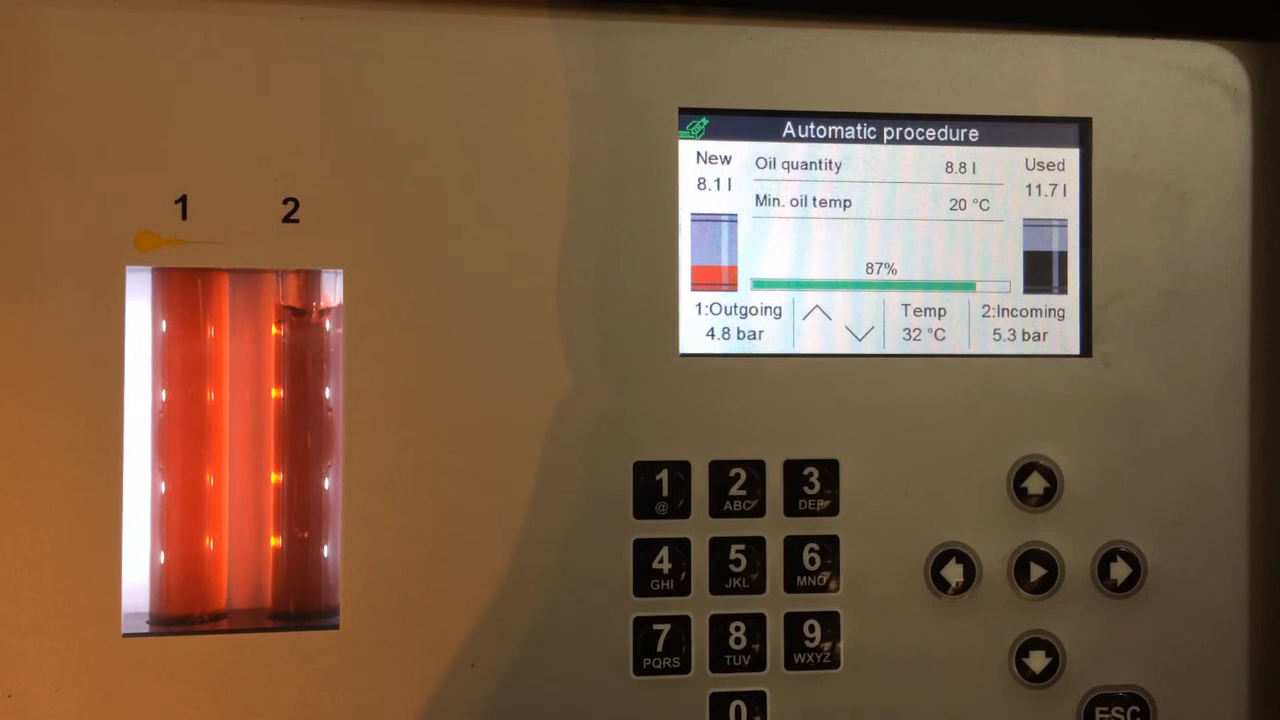 1 2
Automatic procedure
New
8.1 l
Oil quantity 8.8 l
Min. oil temp 20 °C
Used
11.7 l
87%
1:Outgoing
4.8 bar
Temp
32 °C
2:Incoming
5.3 bar
1 2 3
@ ABC DEF
4 5 6
GHI JKL MNO
7 8 9
PQRS TUV WXYZ
0
ESC